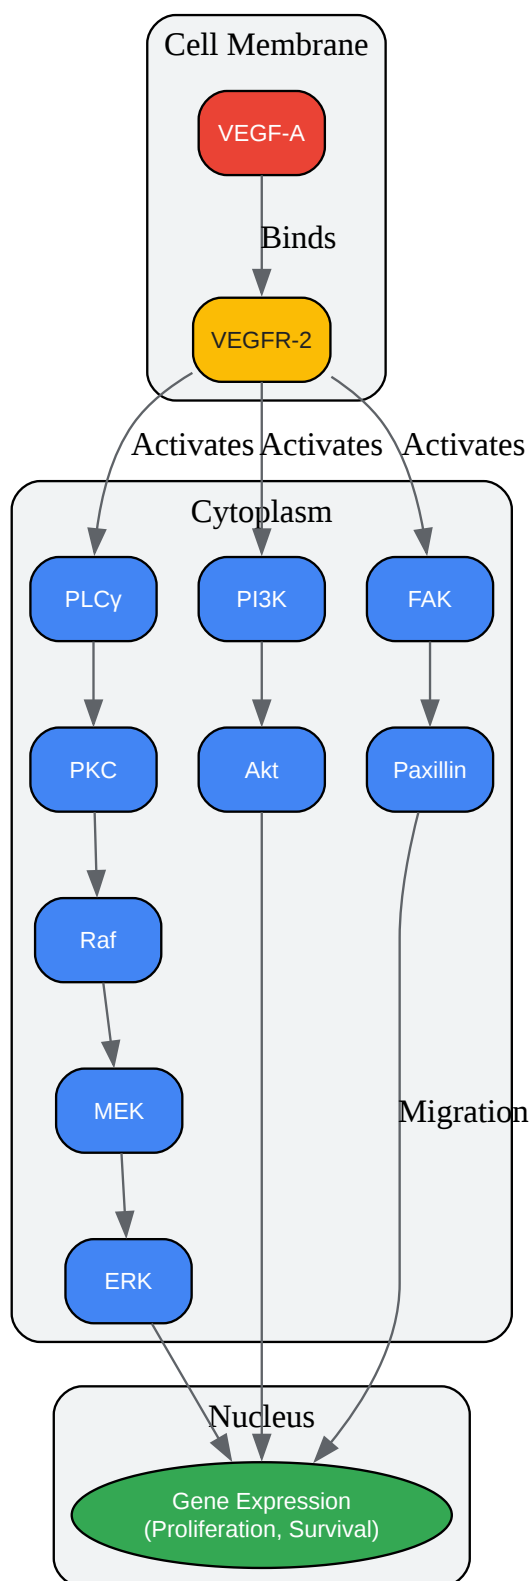 Cell Membrane
VEGF-A
Binds
VEGFR-2
Activates
Activates
Activates
Cytoplasm
PLCγ
PI3K
FAK
PKC
Akt
Paxillin
Raf
MEK
Migration
ERK
Nucleus
Gene Expression
(Proliferation, Survival)